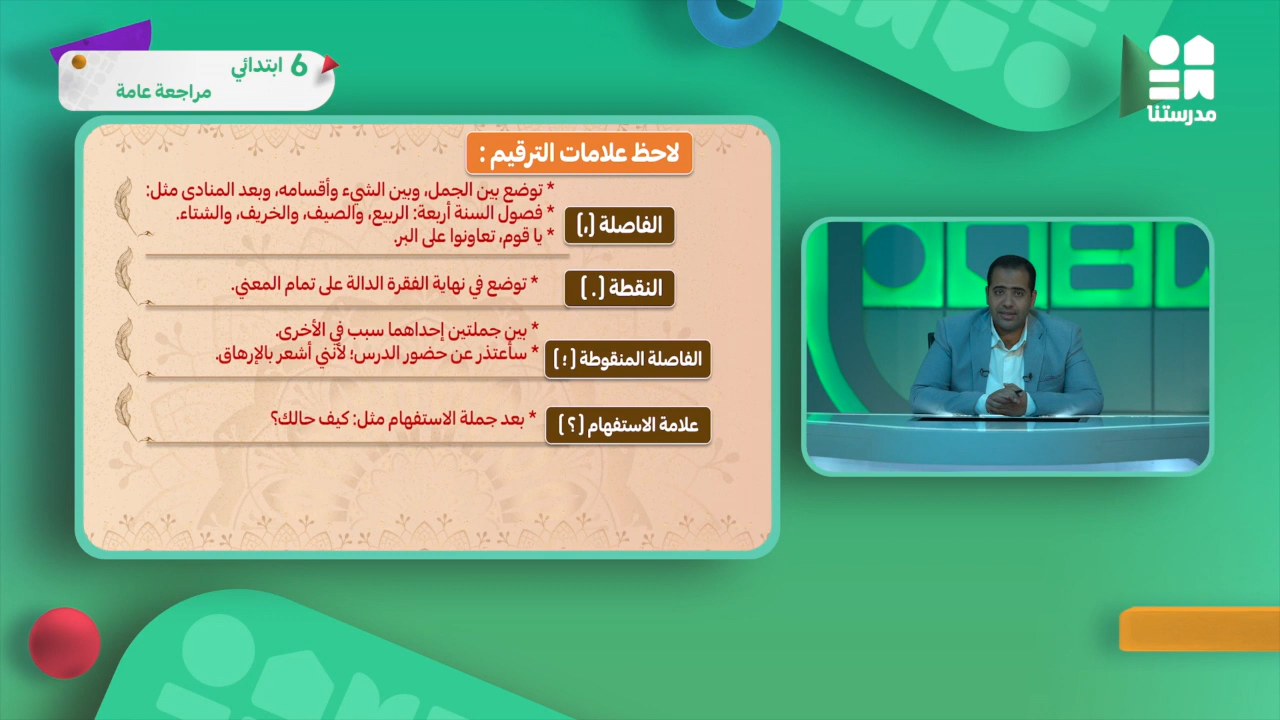 6 ابتدائي
مراجعة عامة
مدرستنا
لاحظ علامات الترقيم :
الفاصلة (،)
* توضع بين الجمل، وبين الشيء وأقسامه، وبعد المنادى مثل:
* فصول السنة أربعة: الربيع، والصيف، والخريف، والشتاء.
* يا قوم، تعاونوا على البر.
النقطة ( . )
* توضع في نهاية الفقرة الدالة على تمام المعني.
الفاصلة المنقوطة ( ؛ )
* بين جملتين إحداهما سبب في الأخرى.
* سأعتذر عن حضور الدرس؛ لأنني أشعر بالإرهاق.
علامة الاستفهام ( ؟ )
* بعد جملة الاستفهام مثل: كيف حالك؟